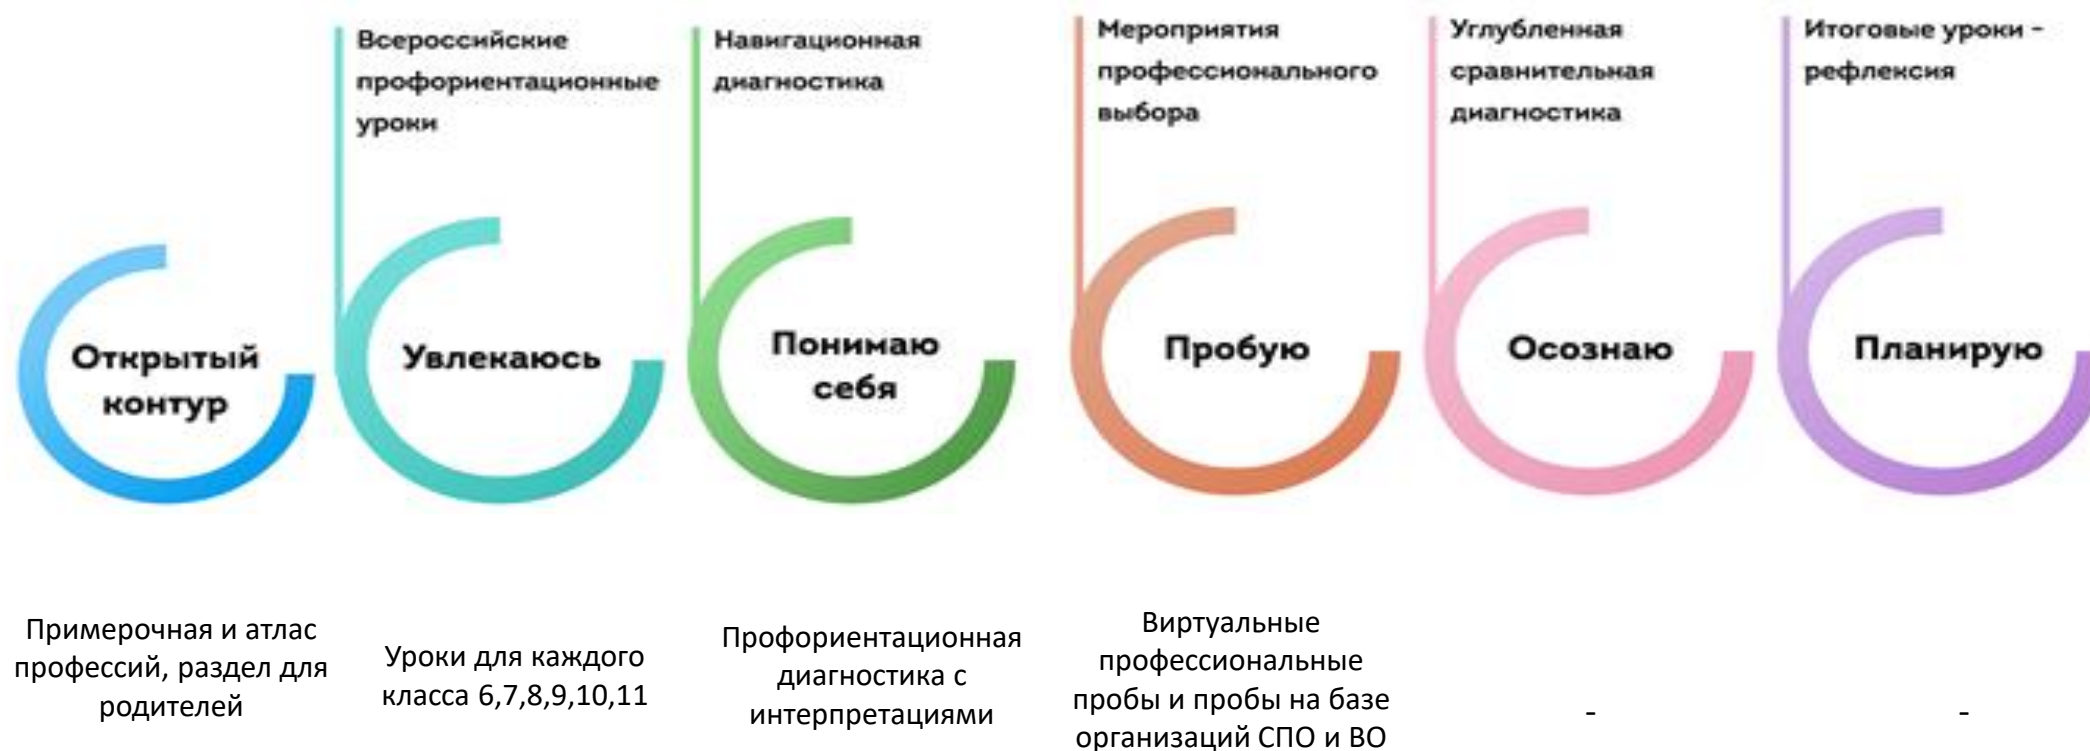 Всероссийские
профориентационные
уроки
Навигационная
диагностика
Мероприятия
профессионального
выбора
Углубленная
сравнительная
диагностика
Итоговые уроки -
рефлексия
Открытый
контур
Увлекаюсь
Понимаю
себя
Пробую
Осознаю
Планирую
Примерочная и атлас
профессий, раздел для
родителей
Уроки для каждого
класса 6,7,8,9,10,11
Профориентационная
диагностика с
интерпретациями
Виртуальные
профессиональные
пробы и пробы на базе
организаций СПО и ВО
-
-